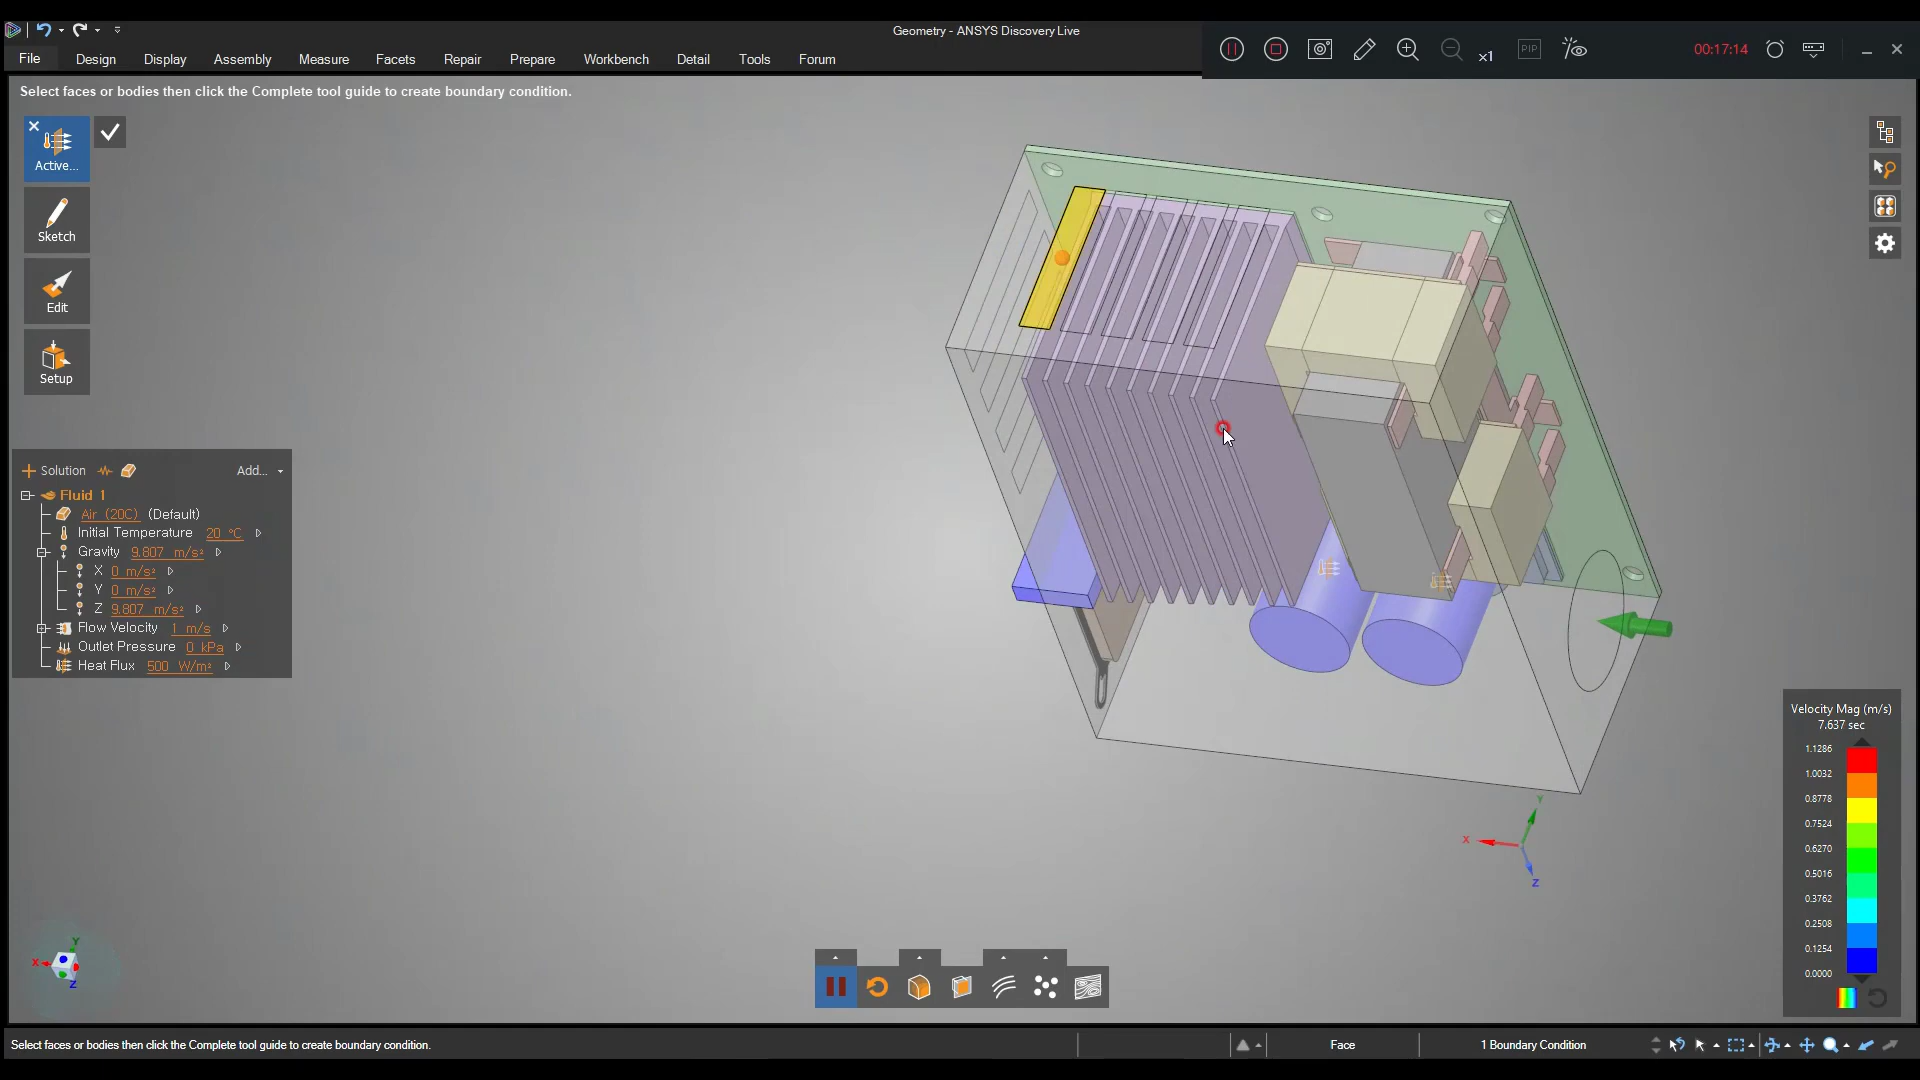 Geometry - ANSYS Discovery Live
File Design Display Assembly Measure Facets Repair Prepare Workbench Detail Tools Forum
x1 PIP 00:17:14
Select faces or bodies then click the Complete tool guide to create boundary condition.
Active...
Sketch
Edit
Setup
Solution Add...
Fluid 1
Air (20C) (Default)
Initial Temperature 20 °C
Gravity 9.807 m/s²
X 0 m/s²
Y 0 m/s²
Z 9.807 m/s²
Flow Velocity 1 m/s
Outlet Pressure 0 kPa
Heat Flux 500 W/m²
Velocity Mag (m/s)
7.637 sec
1.1286
1.0032
0.8778
0.7524
0.6270
0.5016
0.3762
0.2508
0.1254
0.0000
Y
X
Z
Y
X
Z
Select faces or bodies then click the Complete tool guide to create boundary condition. Face 1 Boundary Condition